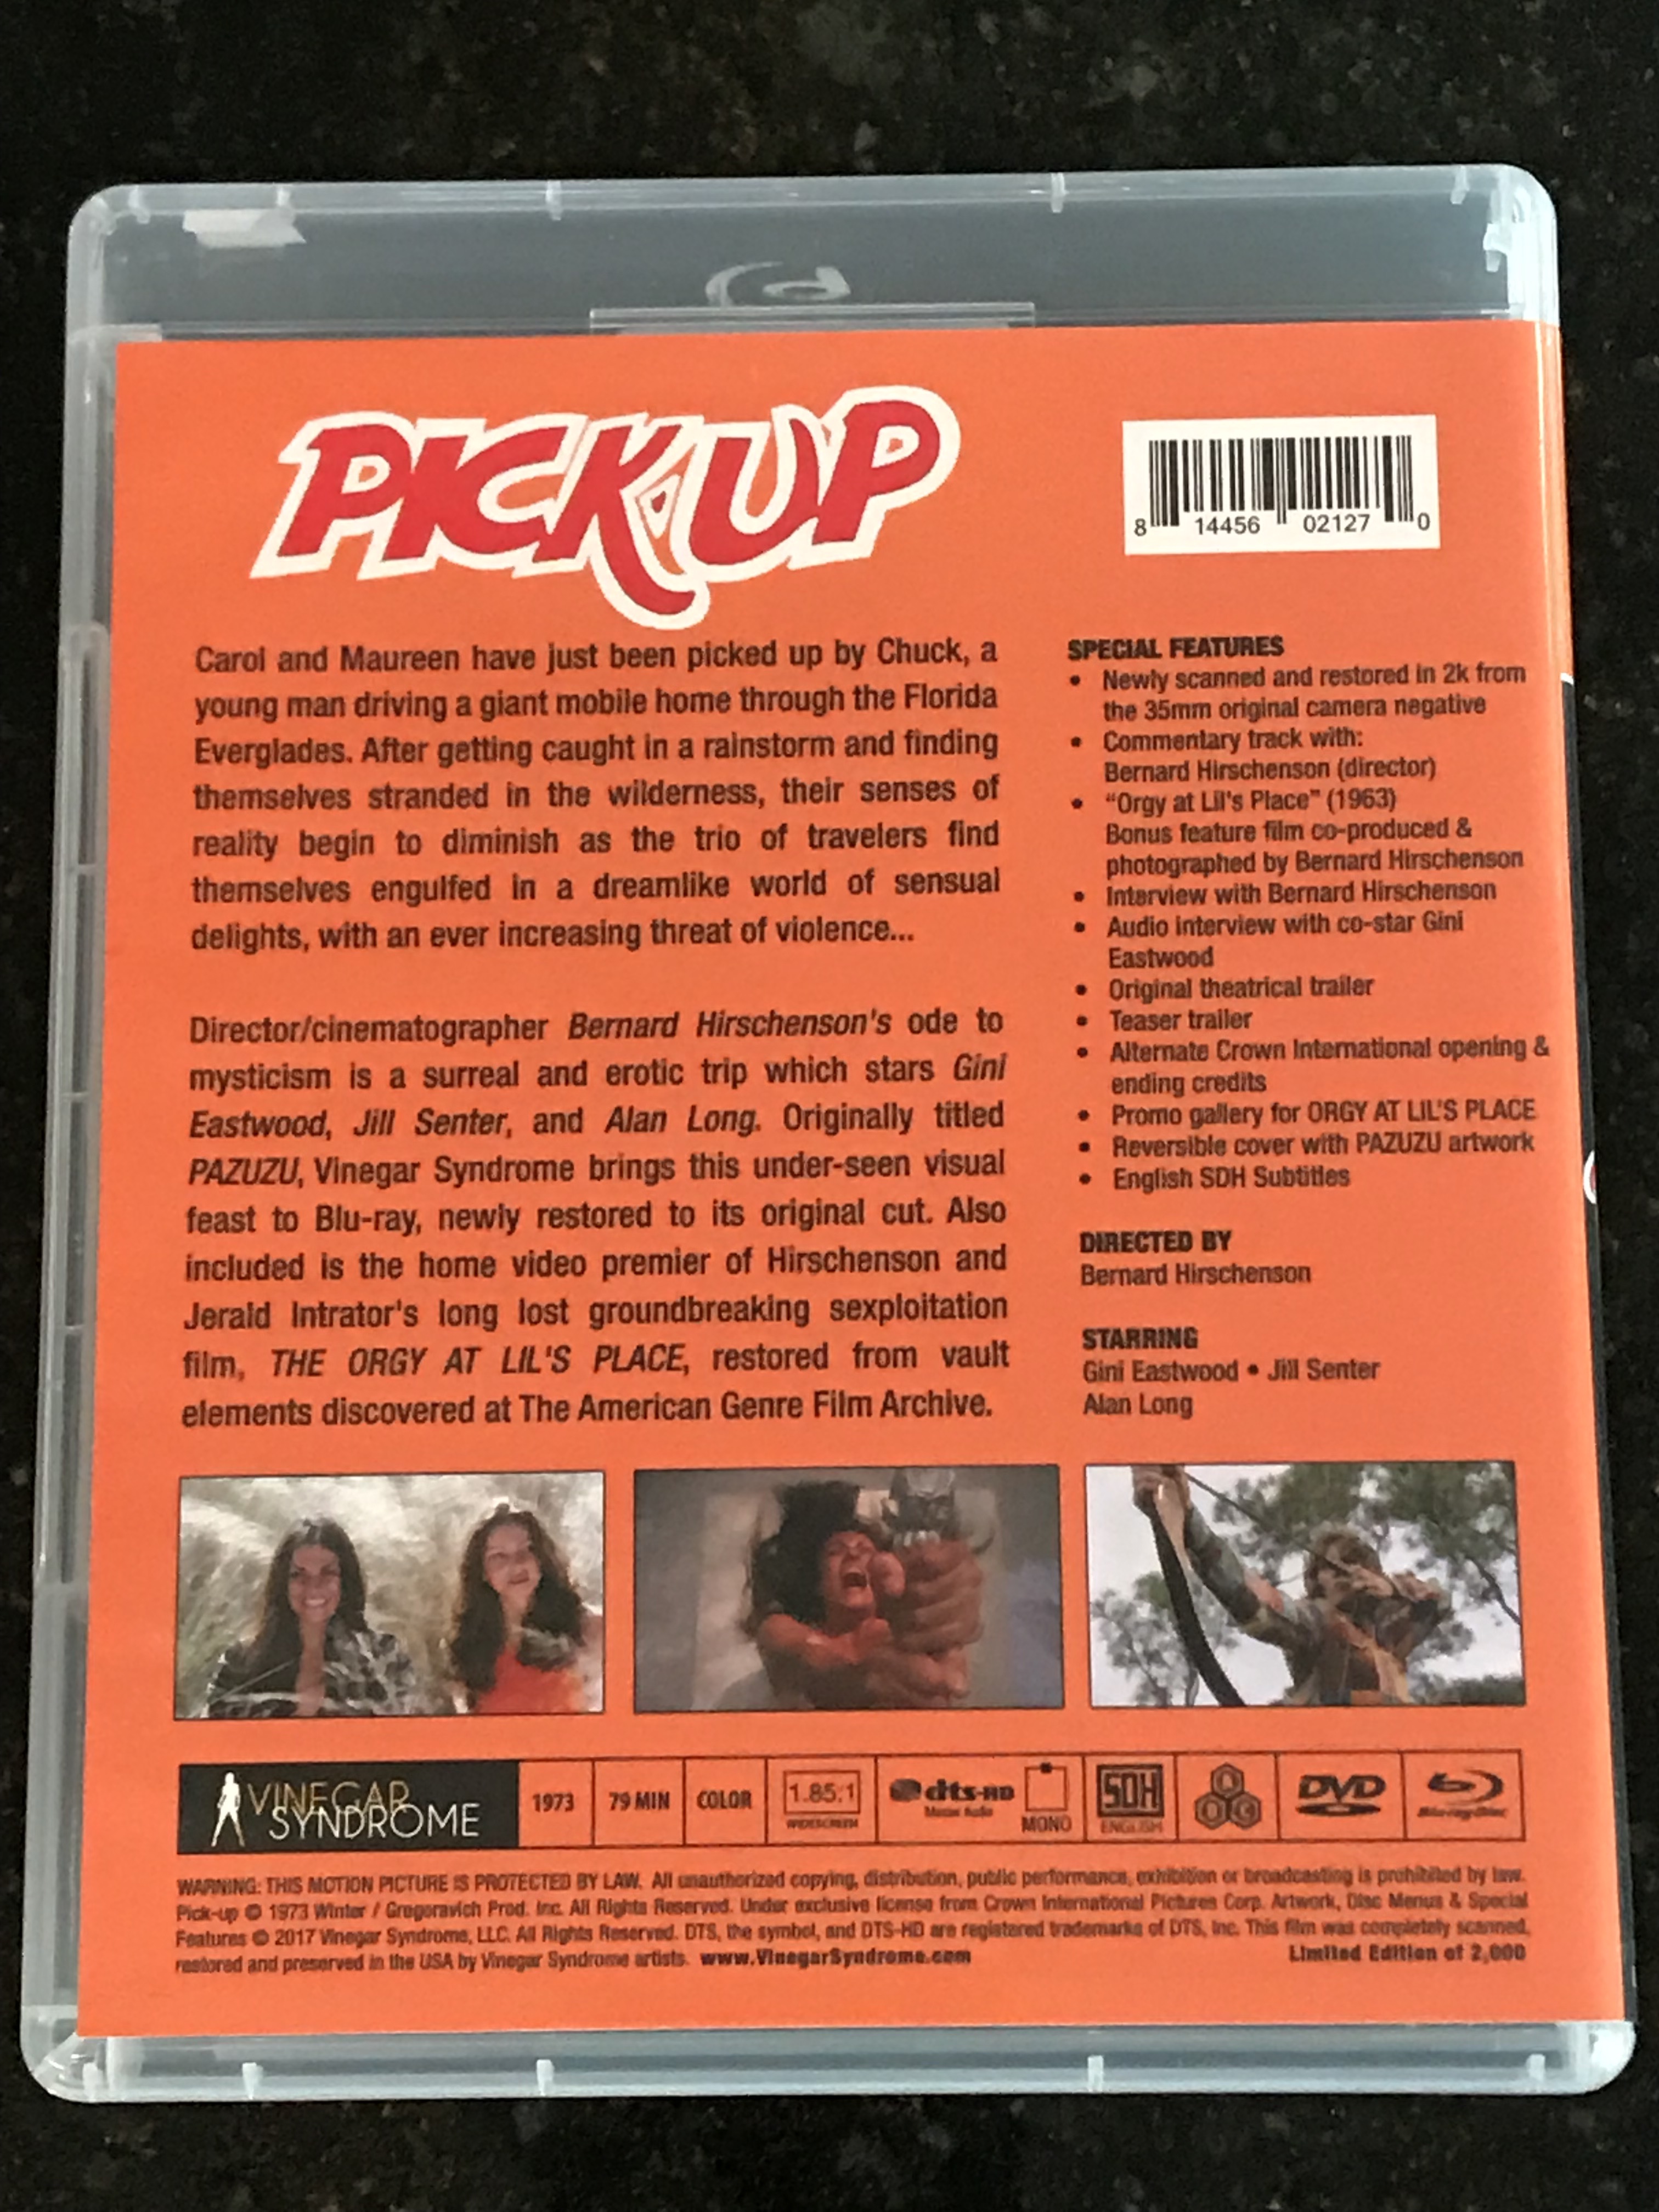 PICK-UP
8 14456 02127 0
Carol and Maureen have just been picked up by Chuck, a
young man driving a giant mobile home through the Florida
Everglades. After getting caught in a rainstorm and finding
themselves stranded in the wilderness, their senses of
reality begin to diminish as the trio of travelers find
themselves engulfed in a dreamlike world of sensual
delights, with an ever increasing threat of violence...
Director/cinematographer Bernard Hirschenson's ode to
mysticism is a surreal and erotic trip which stars Gini
Eastwood, Jill Senter, and Alan Long. Originally titled
PAZUZU, Vinegar Syndrome brings this under-seen visual
feast to Blu-ray, newly restored to its original cut. Also
included is the home video premier of Hirschenson and
Jerald Intrator's long lost groundbreaking sexploitation
film, THE ORGY AT LIL'S PLACE, restored from vault
elements discovered at The American Genre Film Archive.
SPECIAL FEATURES
• Newly scanned and restored in 2k from
the 35mm original camera negative
• Commentary track with:
Bernard Hirschenson (director)
• "Orgy at Lil's Place" (1963)
Bonus feature film co-produced &
photographed by Bernard Hirschenson
• Interview with Bernard Hirschenson
• Audio interview with co-star Gini
Eastwood
• Original theatrical trailer
• Teaser trailer
• Alternate Crown International opening &
ending credits
• Promo gallery for ORGY AT LIL'S PLACE
• Reversible cover with PAZUZU artwork
• English SDH Subtitles
DIRECTED BY
Bernard Hirschenson
STARRING
Gini Eastwood • Jill Senter
Alan Long
VINEGAR
SYNDROME
1973
79 MIN
COLOR
1.85:1
WIDESCREEN
dts-HD
Master Audio
MONO
SDH
ENGLISH
DVD
Blu-ray Disc
WARNING: THIS MOTION PICTURE IS PROTECTED BY LAW. All unauthorized copying, distribution, public performance, exhibition or broadcasting is prohibited by law.
Pick-up © 1973 Winter / Gregoravich Prod. Inc. All Rights Reserved. Under exclusive license from Crown International Pictures Corp. Artwork, Disc Menus & Special
Features © 2017 Vinegar Syndrome, LLC. All Rights Reserved. DTS, the symbol, and DTS-HD are registered trademarks of DTS, Inc. This film was completely scanned,
restored and preserved in the USA by Vinegar Syndrome artists. www.VinegarSyndrome.com
Limited Edition of 2,000